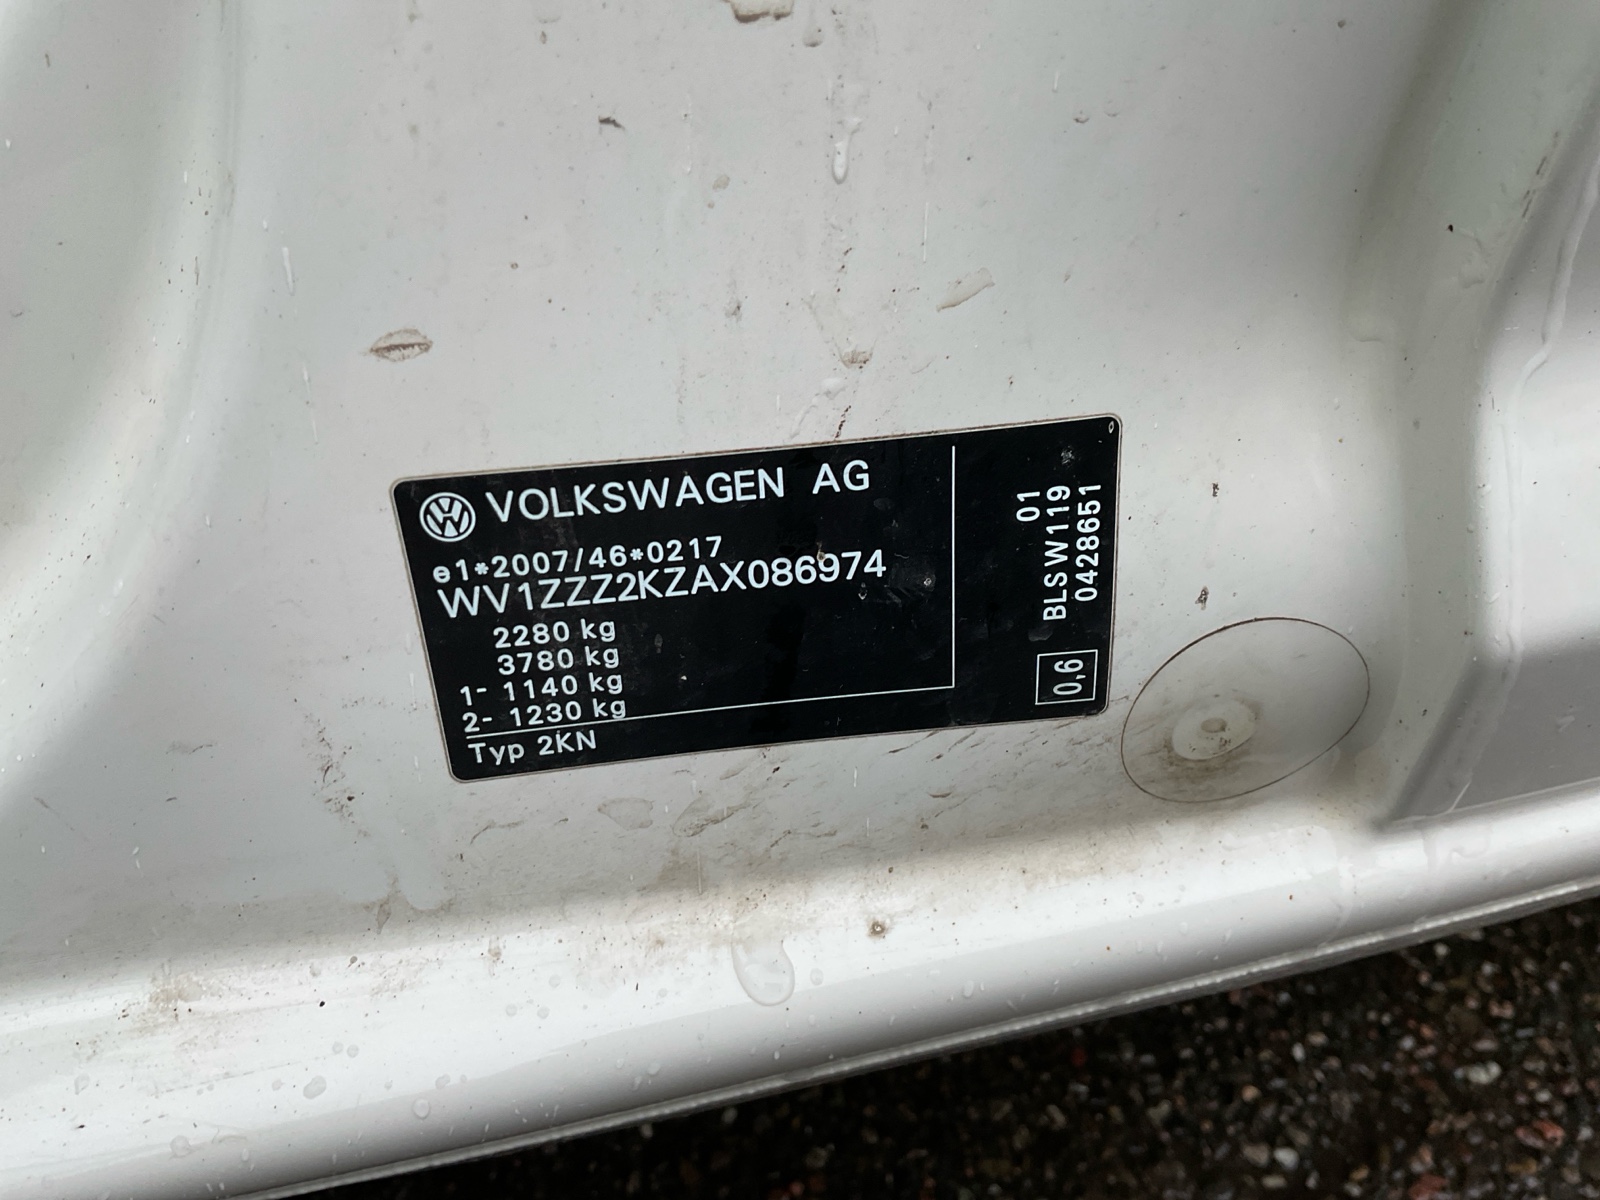 VOLKSWAGEN AG
e1*2007/46*0217
WV1ZZZ2KZAX086974
2280 kg
3780 kg
1- 1140 kg
2- 1230 kg
Typ 2KN
01
BLSW119
0428651
0,6